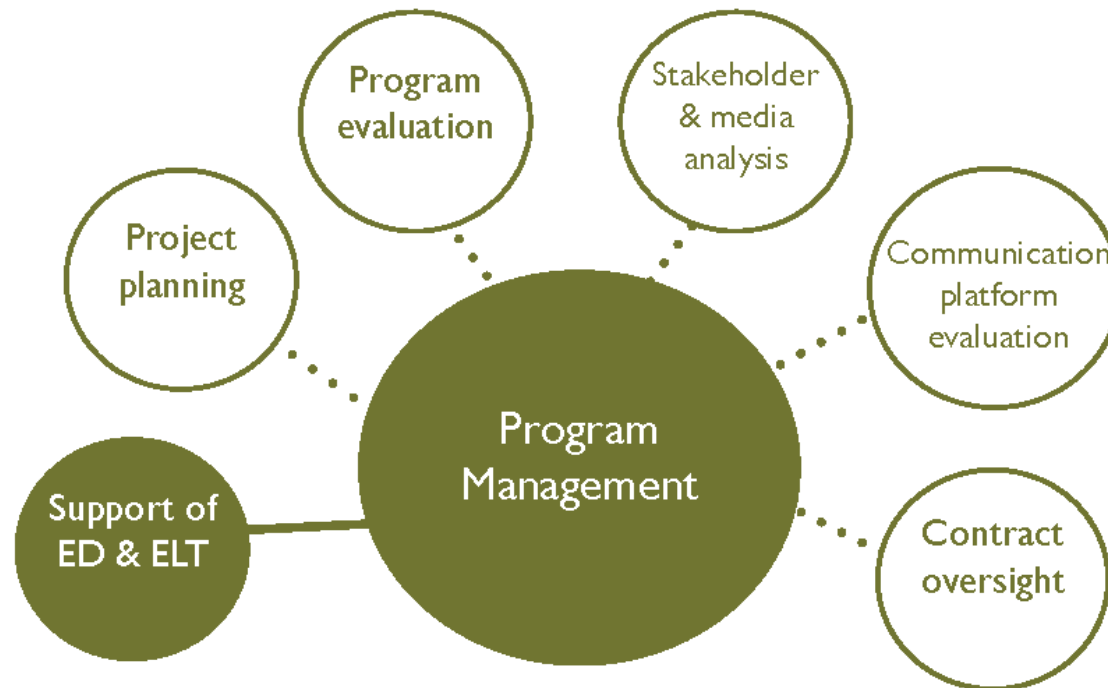 Program
evaluation
Stakeholder
& media
analysis
Project
planning
Communication
platform
evaluation
Program
Management
Support of
ED & ELT
Contract
oversight